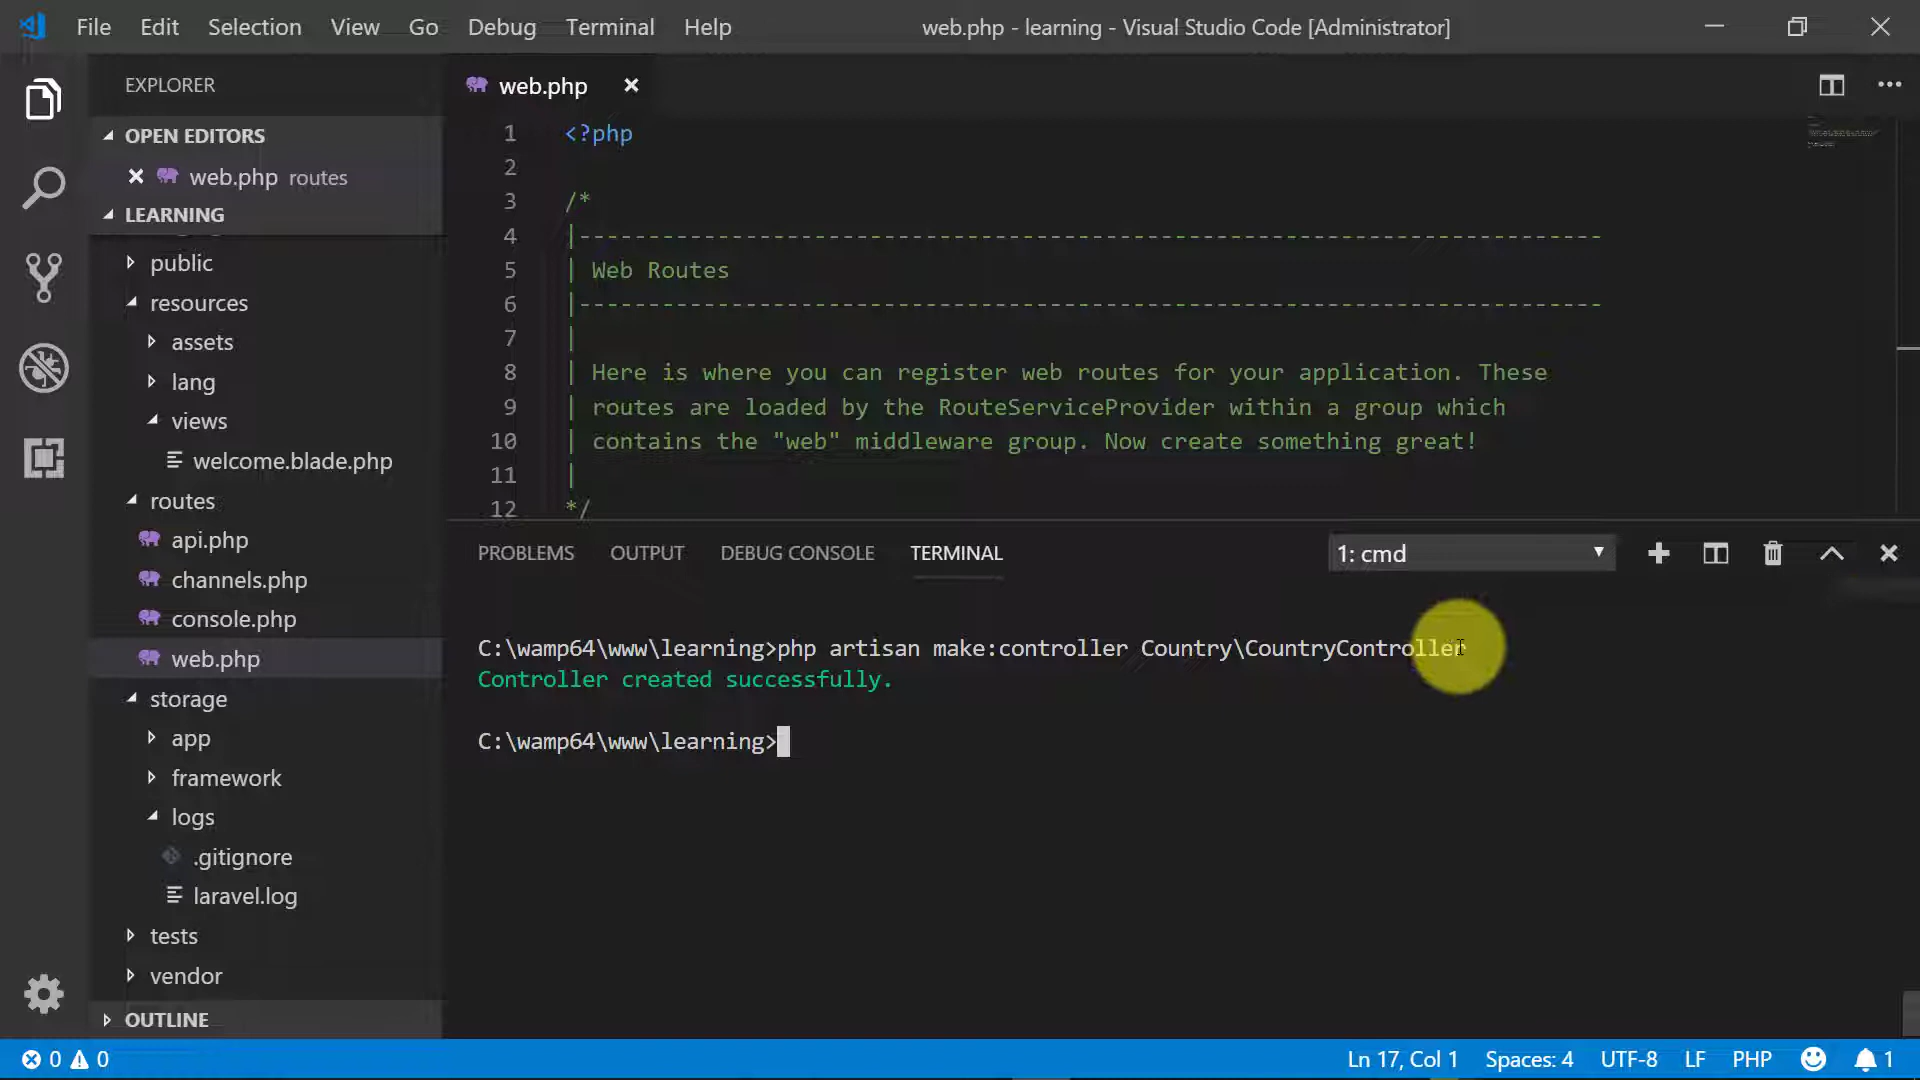 File Edit Selection View Go Debug Terminal Help
web.php - learning - Visual Studio Code [Administrator]
EXPLORER
OPEN EDITORS
web.php routes
LEARNING
public
resources
assets
lang
views
welcome.blade.php
routes
api.php
channels.php
console.php
web.php
storage
app
framework
logs
.gitignore
laravel.log
tests
vendor
OUTLINE
web.php
1 <?php
2
3 /*
4 |--------------------------------------------------------------------------
5 | Web Routes
6 |--------------------------------------------------------------------------
7 |
8 | Here is where you can register web routes for your application. These
9 | routes are loaded by the RouteServiceProvider within a group which
10 | contains the "web" middleware group. Now create something great!
11 |
12 */
PROBLEMS OUTPUT DEBUG CONSOLE TERMINAL
1: cmd
C:\wamp64\www\learning>php artisan make:controller Country\CountryController
Controller created successfully.
C:\wamp64\www\learning>
0 0
Ln 17, Col 1 Spaces: 4 UTF-8 LF PHP 1